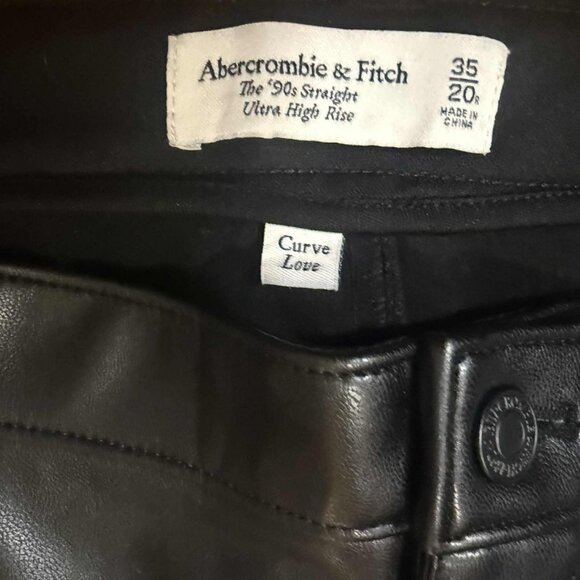 Abercrombie & Fitch
The '90s Straight
Ultra High Rise
35
20R
MADE IN
CHINA
Curve
Love